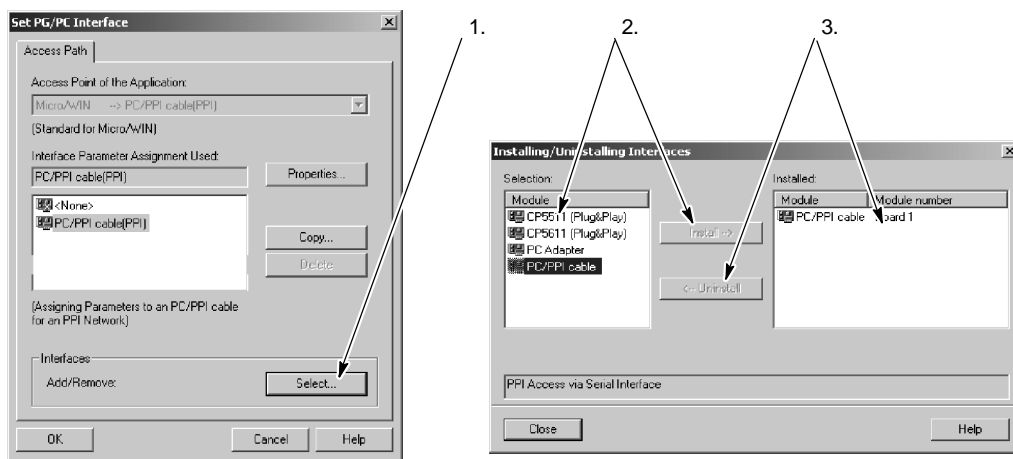 Set PG/PC Interface
Access Path
Access Point of the Application:
Micro/WIN --> PC/PPI cable(PPI)
(Standard for Micro/WIN)
Interface Parameter Assignment Used:
PC/PPI cable(PPI)
Properties...
<None>
PC/PPI cable(PPI)
Copy...
Delete
(Assigning Parameters to an PC/PPI cable
for an PPI Network)
Interfaces
Add/Remove:
Select...
OK
Cancel
Help
1.
2.
3.
Installing/Uninstalling Interfaces
Selection:
Module
CP5511 (Plug&Play)
CP5611 (Plug&Play)
PC Adapter
PC/PPI cable
Install -->
<-- Uninstall
Installed:
Module Module number
PC/PPI cable Board 1
PPI Access via Serial Interface
Close
Help